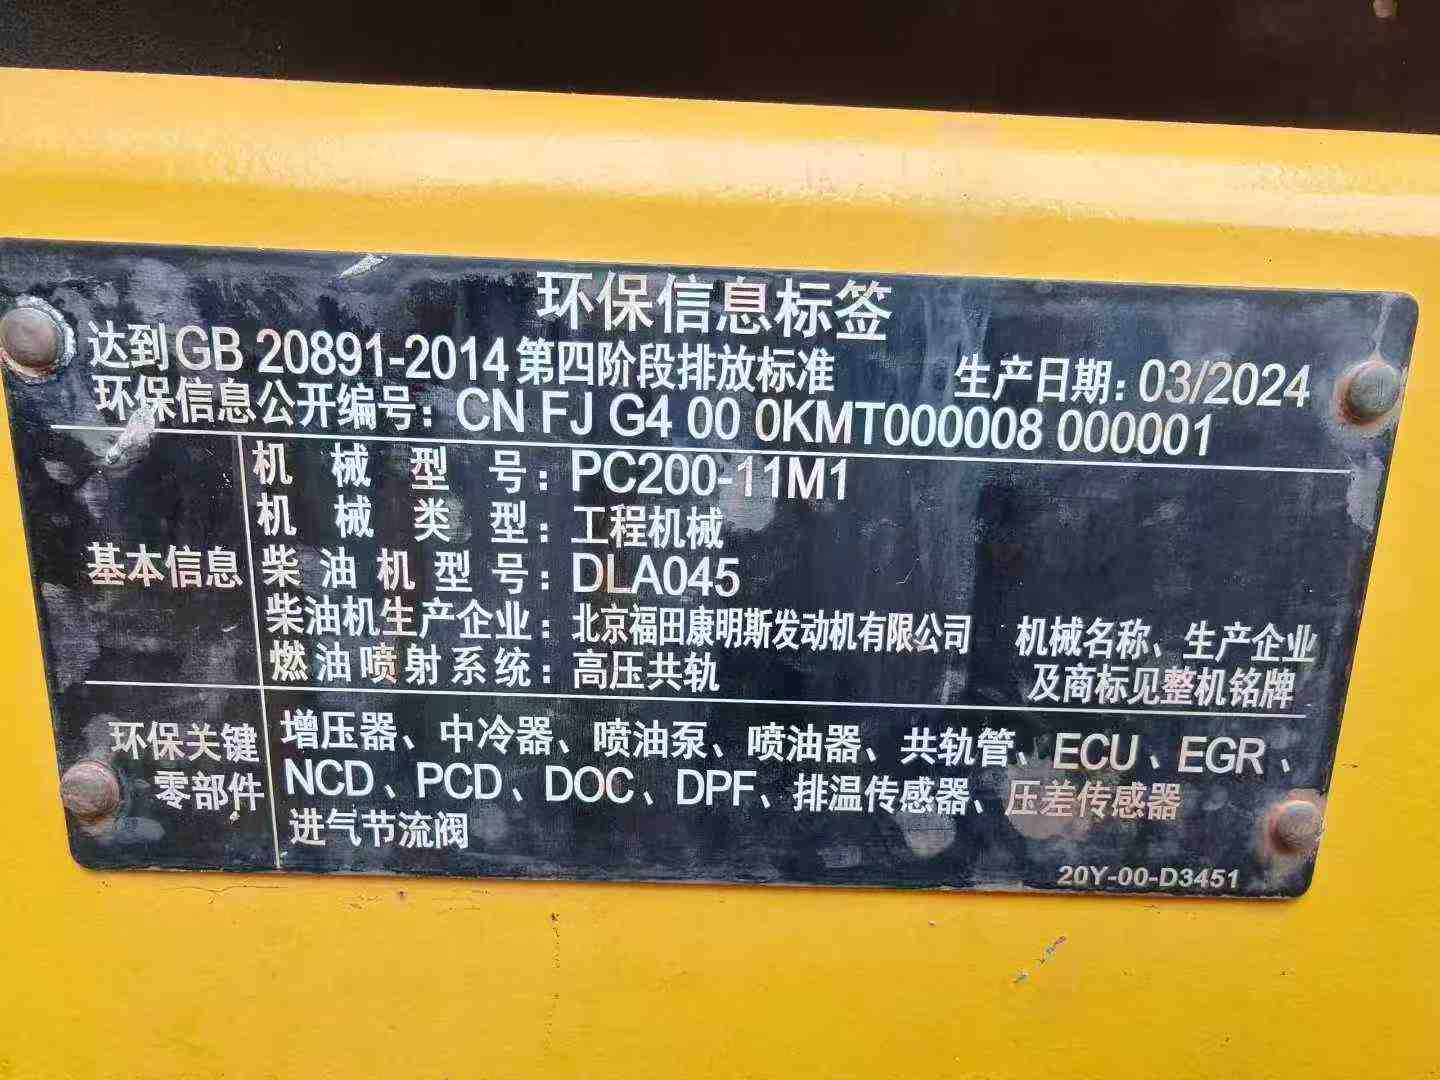 环保信息标签
达到GB 20891-2014第四阶段排放标准 生产日期: 03/2024
环保信息公开编号: CN FJ G4 00 0KMT000008 000001
基本信息
机械型号: PC200-11M1
机械类型: 工程机械
柴油机型号: DLA045
柴油机生产企业: 北京福田康明斯发动机有限公司
燃油喷射系统: 高压共轨
机械名称、生产企业
及商标见整机铭牌
环保关键
零部件
增压器、中冷器、喷油泵、喷油器、共轨管、ECU、EGR、
NCD、PCD、DOC、DPF、排温传感器、压差传感器
进气节流阀
20Y-00-D3451